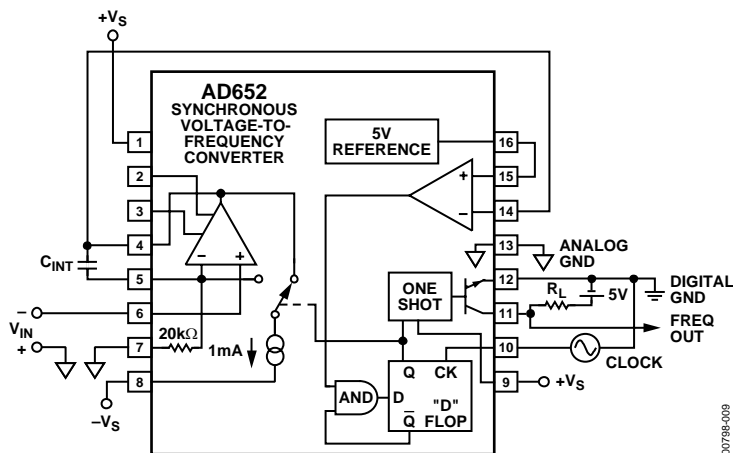 +VS
AD652
SYNCHRONOUS
VOLTAGE-TO-
FREQUENCY
CONVERTER
5V
REFERENCE
1
2
3
4
5
6
7
8
16
15
14
13
12
11
10
9
+
–
ANALOG
GND
CINT
–
+
ONE
SHOT
RL
5V
DIGITAL
GND
FREQ
OUT
–
VIN
+
20kΩ
1mA
CLOCK
Q CK
+VS
–VS
AND
D
"D"
Q̅ FLOP
00798-009